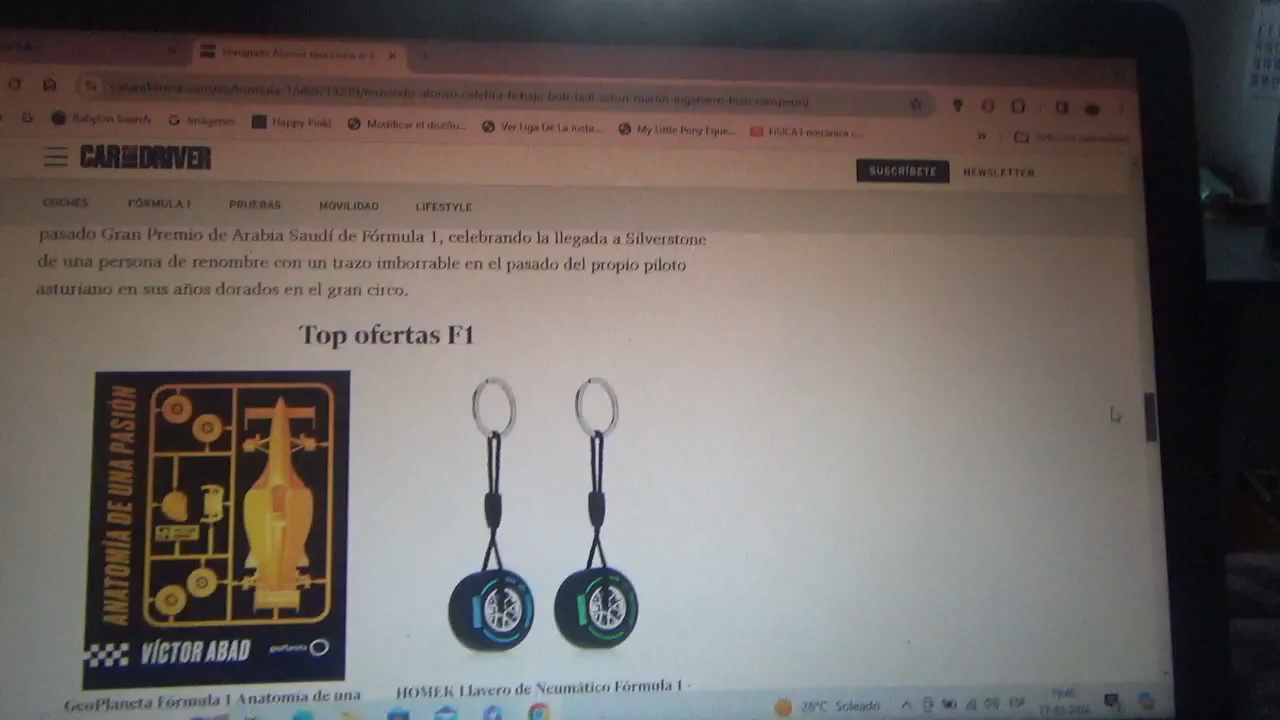 Babylon Search
Imágenes
Happy Pink!
Modificar el diseño...
Ver Liga De La Justi...
My Little Pony Eque...
FISICA I mecanica c...
»
CAR AND DRIVER
SUSCRÍBETE
NEWSLETTER
COCHES
FÓRMULA 1
PRUEBAS
MOVILIDAD
LIFESTYLE
pasado Gran Premio de Arabia Saudí de Fórmula 1, celebrando la llegada a Silverstone
de una persona de renombre con un trazo imborrable en el pasado del propio piloto
asturiano en sus años dorados en el gran circo.
Top ofertas F1
ANATOMÍA DE UNA PASIÓN
VÍCTOR ABAD
geoPlaneta
GeoPlaneta Fórmula 1 Anatomía de una
HOMEK Llavero de Neumático Fórmula 1 -
28°C Soleado
ESP